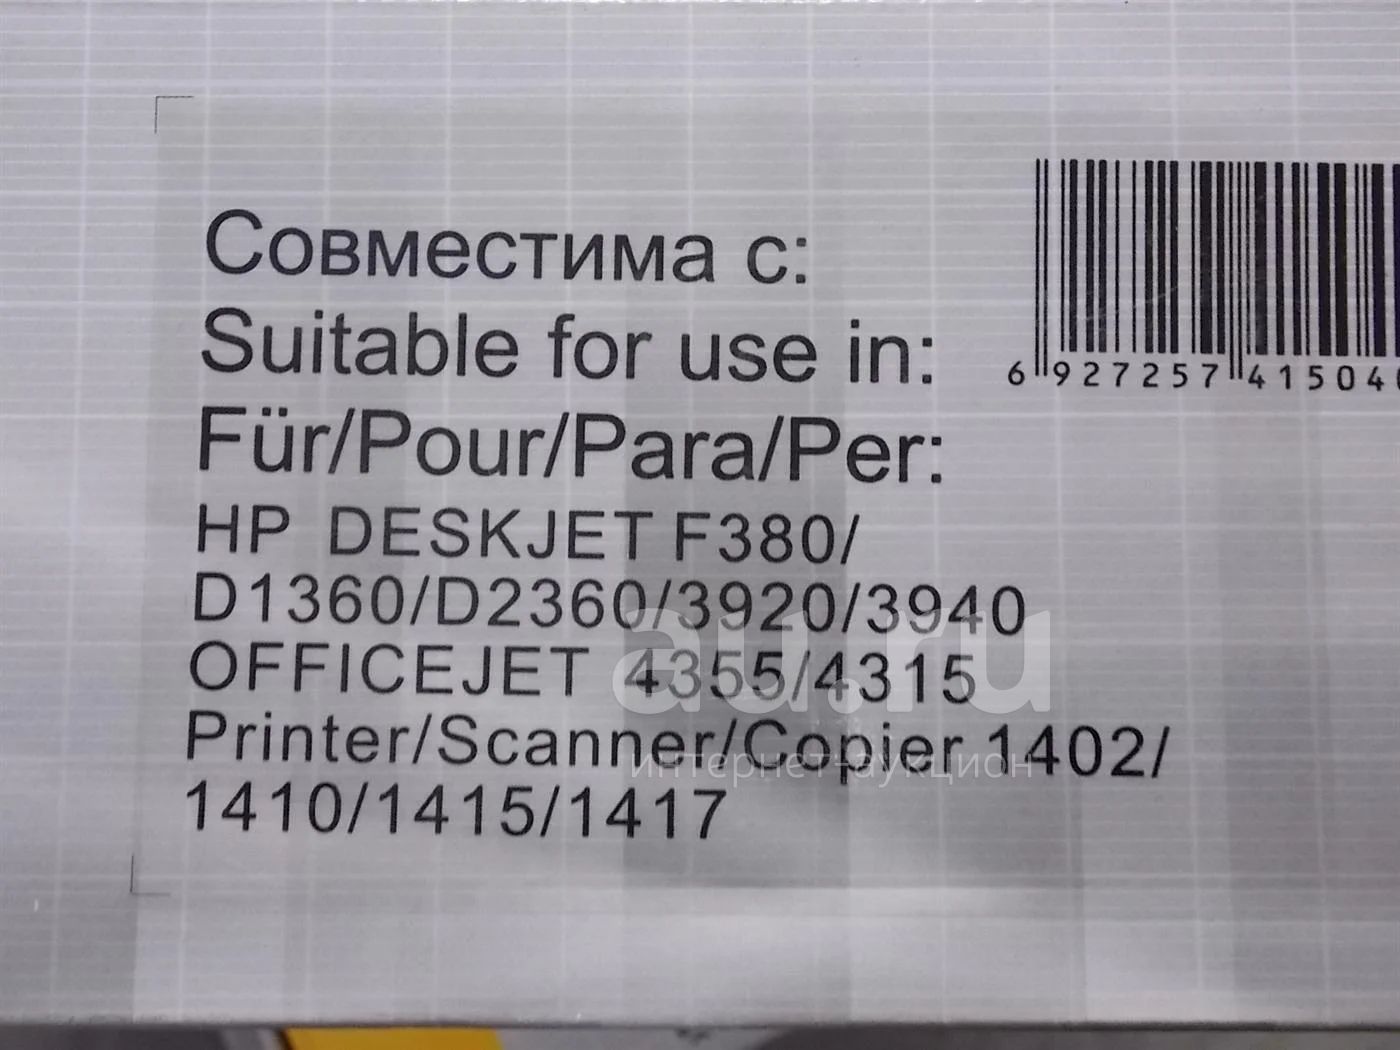 Совместима с:
Suitable for use in:
6 927257 41504
Für/Pour/Para/Per:
HP DESKJET F380/
D1360/D2360/3920/3940
OFFICEJET 4355/4315
Printer/Scanner/Copier 1402/
1410/1415/1417
au.ru
интернет-аукцион